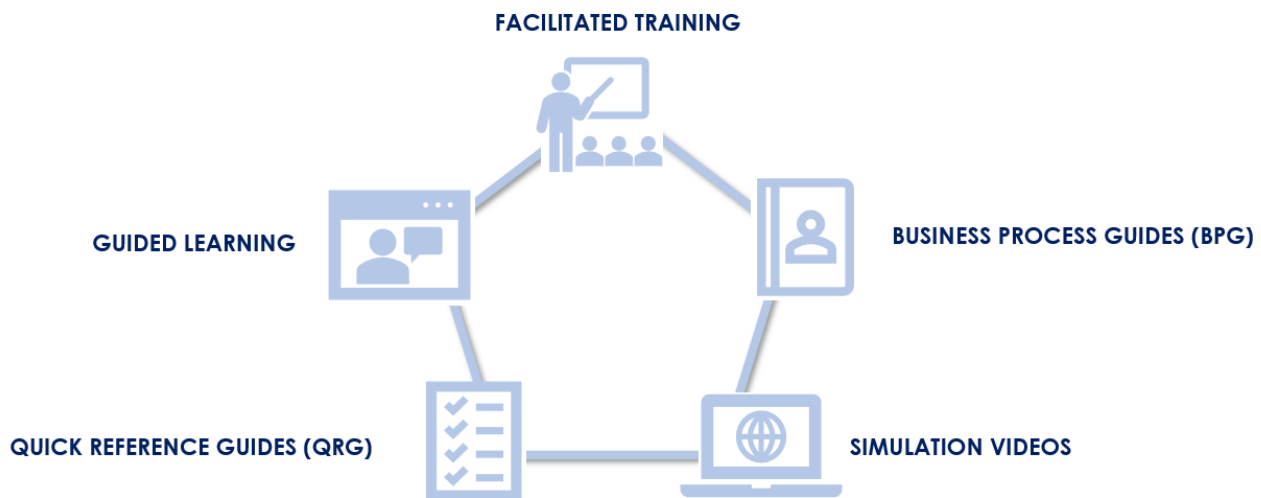 FACILITATED TRAINING
BUSINESS PROCESS GUIDES (BPG)
GUIDED LEARNING
QUICK REFERENCE GUIDES (QRG)
SIMULATION VIDEOS